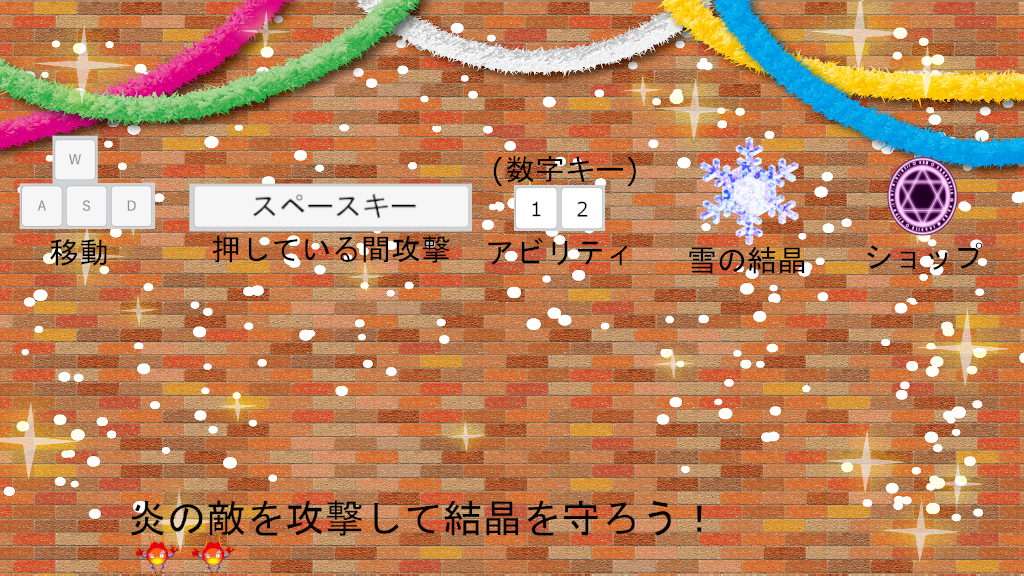 W
A S D
移動
スペースキー
押している間攻撃
(数字キー)
1 2
アビリティ
雪の結晶
ショップ
炎の敵を攻撃して結晶を守ろう！